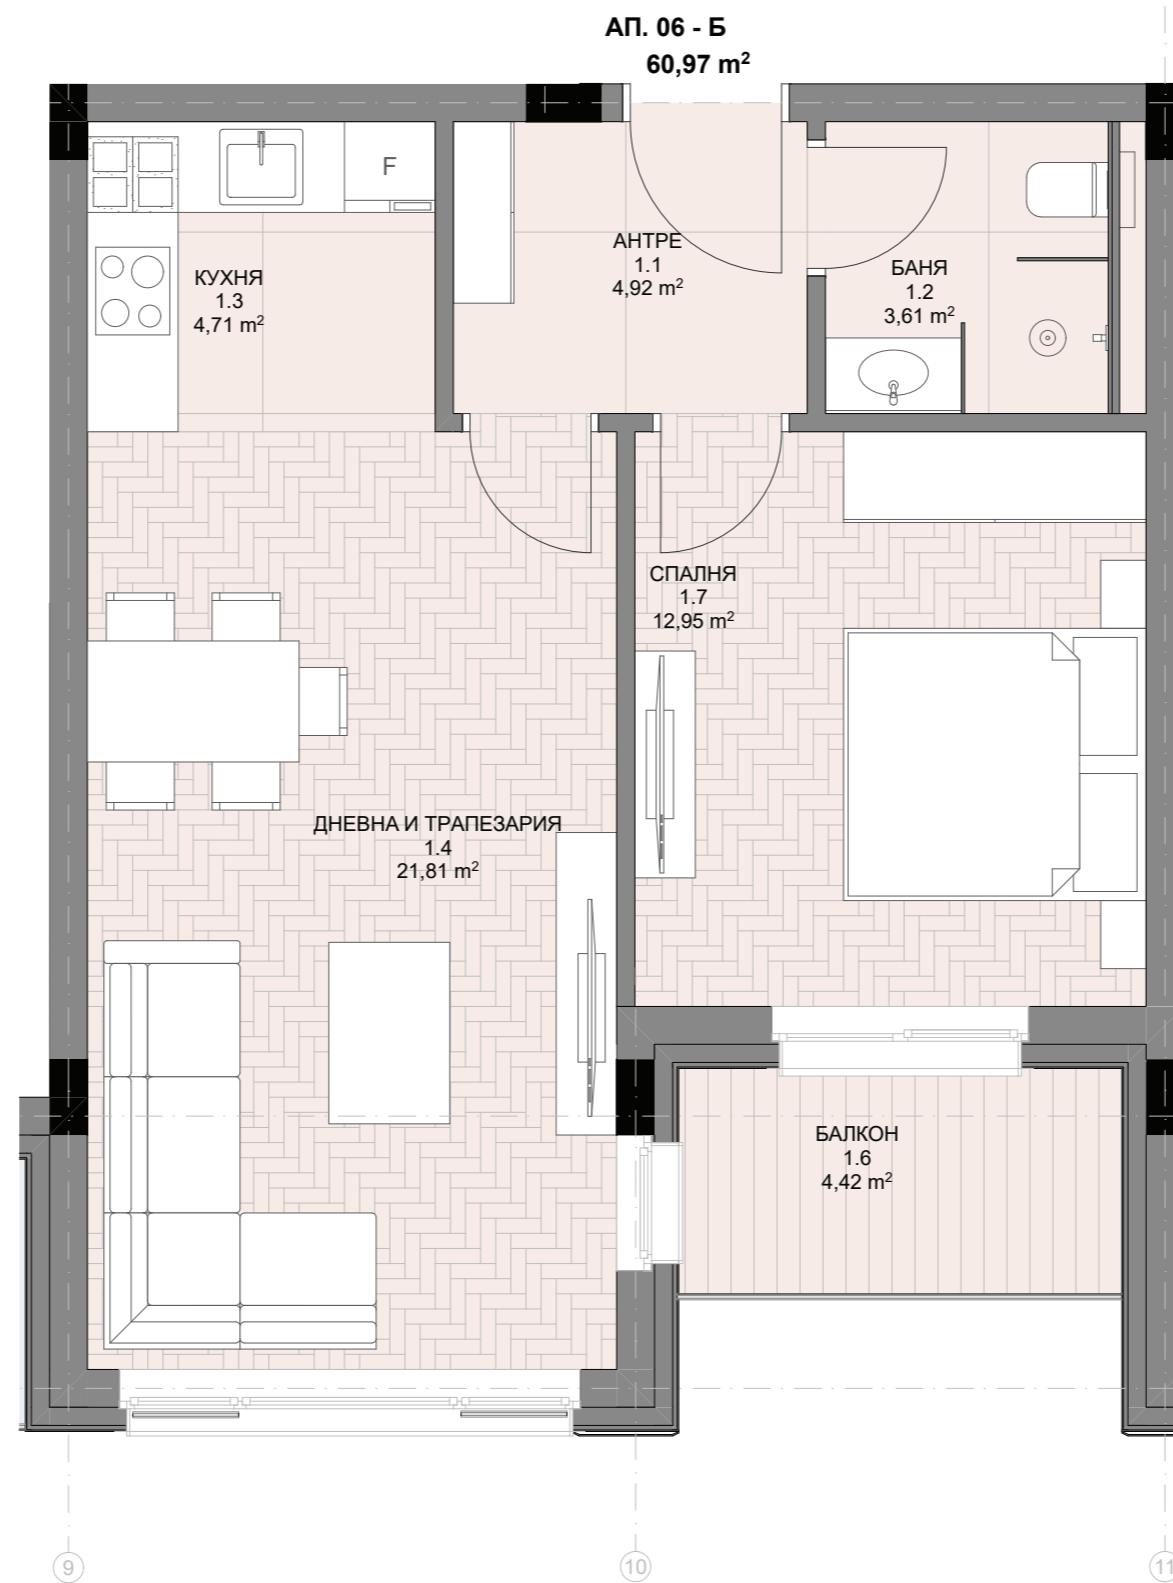 АП. 06 - Б
60,97 m²
F
КУХНЯ
1.3
4,71 m²
АНТРЕ
1.1
4,92 m²
БАНЯ
1.2
3,61 m²
СПАЛНЯ
1.7
12,95 m²
ДНЕВНА И ТРАПЕЗАРИЯ
1.4
21,81 m²
БАЛКОН
1.6
4,42 m²
9
10
11